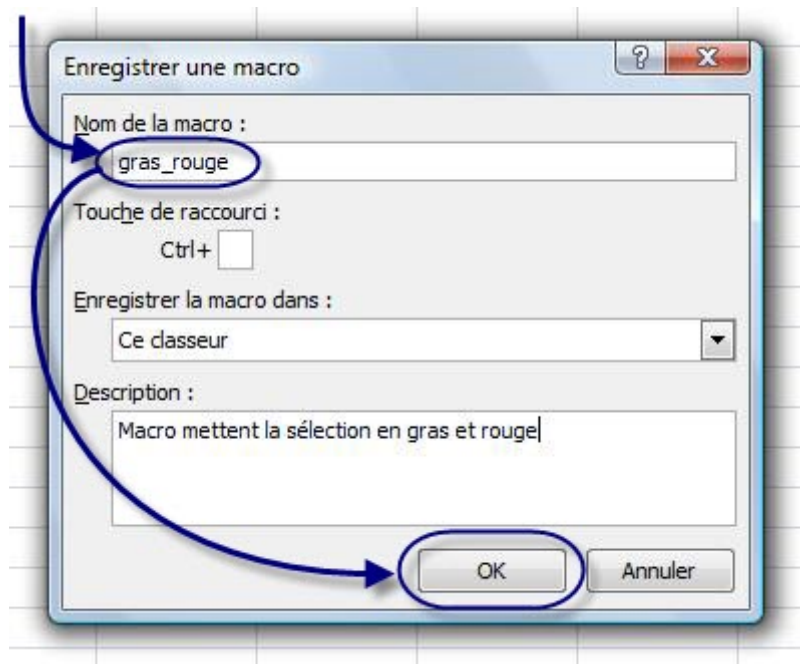 Enregistrer une macro
Nom de la macro :
gras_rouge
Touche de raccourci :
Ctrl+
Enregistrer la macro dans :
Ce classeur
Description :
Macro mettent la sélection en gras et rouge
OK
Annuler